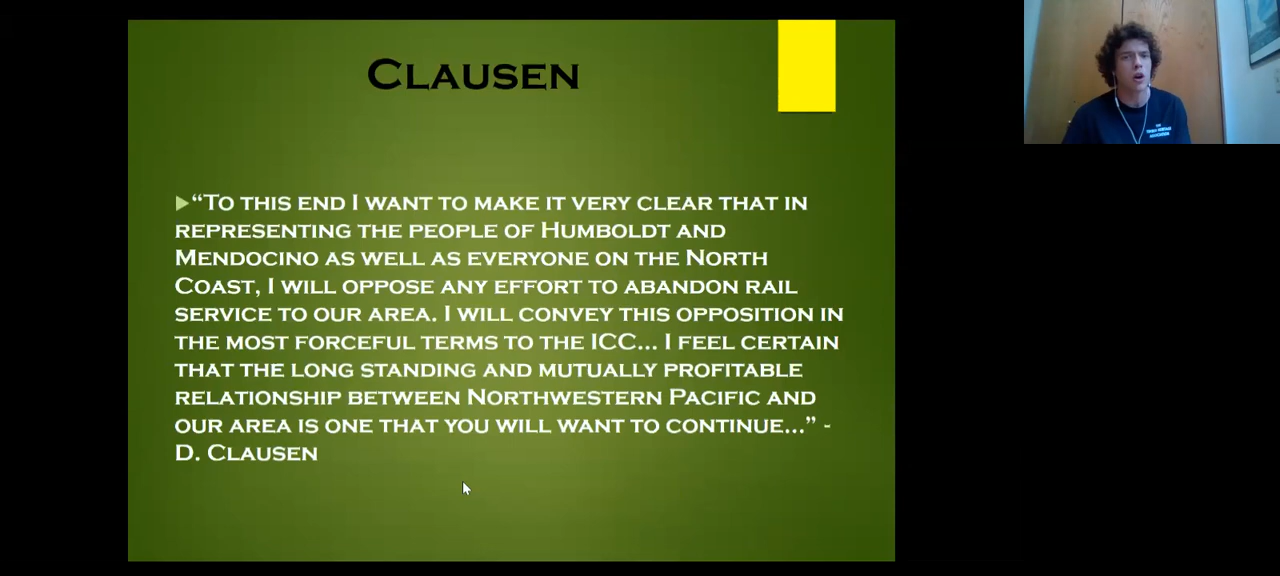 CLAUSEN
“TO THIS END I WANT TO MAKE IT VERY CLEAR THAT IN
REPRESENTING THE PEOPLE OF HUMBOLDT AND
MENDOCINO AS WELL AS EVERYONE ON THE NORTH
COAST, I WILL OPPOSE ANY EFFORT TO ABANDON RAIL
SERVICE TO OUR AREA. I WILL CONVEY THIS OPPOSITION IN
THE MOST FORCEFUL TERMS TO THE ICC... I FEEL CERTAIN
THAT THE LONG STANDING AND MUTUALLY PROFITABLE
RELATIONSHIP BETWEEN NORTHWESTERN PACIFIC AND
OUR AREA IS ONE THAT YOU WILL WANT TO CONTINUE...” -
D. CLAUSEN